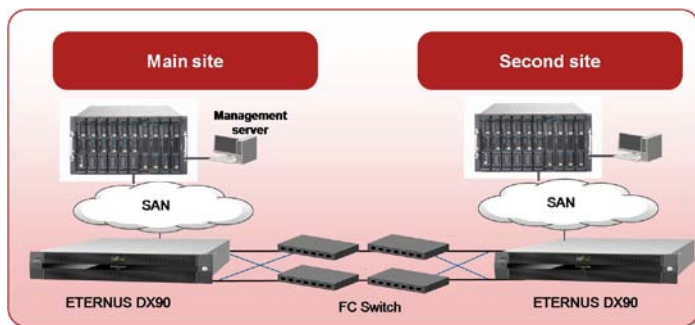 Main site
Second site
Management
server
SAN
SAN
ETERNUS DX90
FC Switch
ETERNUS DX90